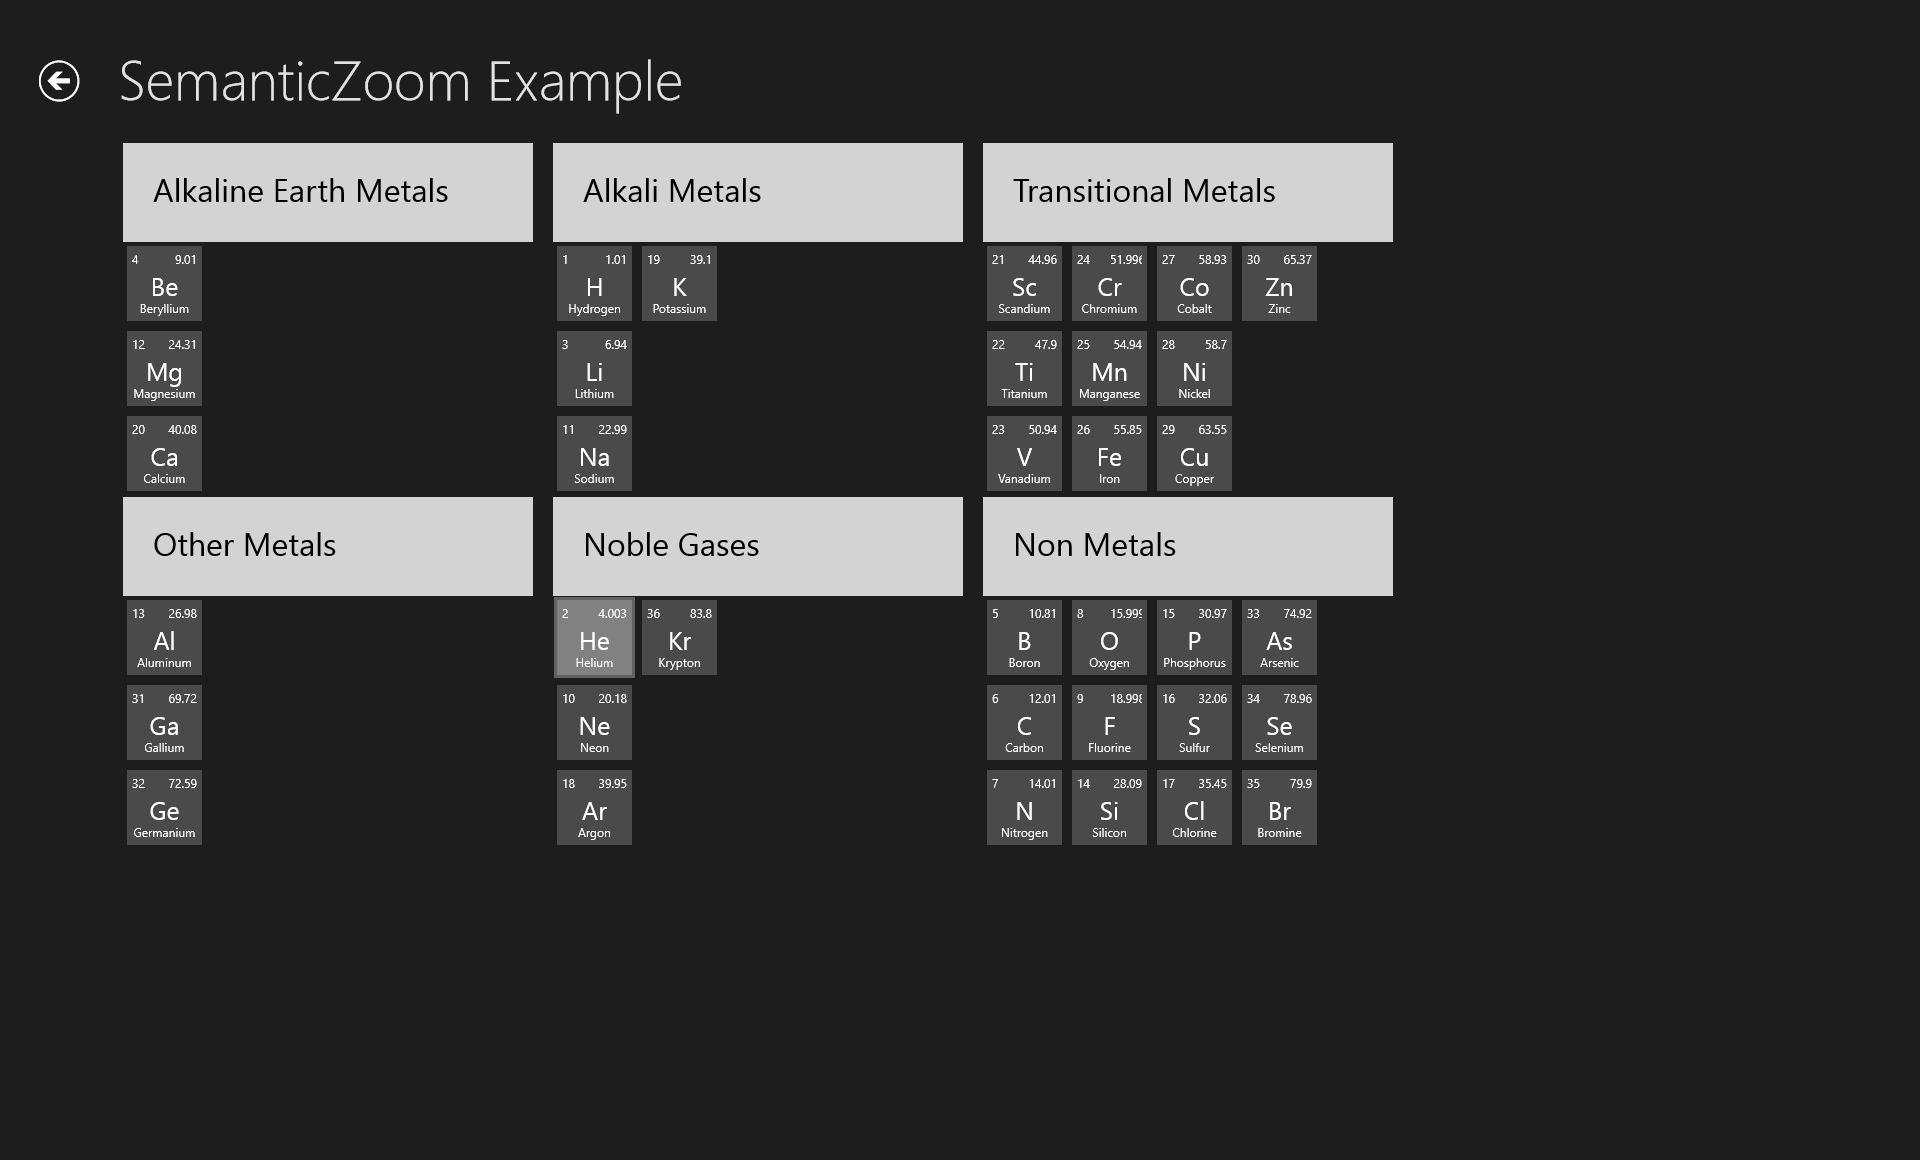 SemanticZoom Example
Alkaline Earth Metals
4 9.01
Be
Beryllium
12 24.31
Mg
Magnesium
20 40.08
Ca
Calcium
Alkali Metals
1 1.01
H
Hydrogen
3 6.94
Li
Lithium
11 22.99
Na
Sodium
19 39.1
K
Potassium
Transitional Metals
21 44.96
Sc
Scandium
22 47.9
Ti
Titanium
23 50.94
V
Vanadium
24 51.996
Cr
Chromium
25 54.94
Mn
Manganese
26 55.85
Fe
Iron
27 58.93
Co
Cobalt
28 58.7
Ni
Nickel
29 63.55
Cu
Copper
30 65.37
Zn
Zinc
Other Metals
13 26.98
Al
Aluminum
31 69.72
Ga
Gallium
32 72.59
Ge
Germanium
Noble Gases
2 4.003
He
Helium
10 20.18
Ne
Neon
18 39.95
Ar
Argon
36 83.8
Kr
Krypton
Non Metals
5 10.81
B
Boron
6 12.01
C
Carbon
7 14.01
N
Nitrogen
8 15.999
O
Oxygen
9 18.998
F
Fluorine
14 28.09
Si
Silicon
15 30.97
P
Phosphorus
16 32.06
S
Sulfur
17 35.45
Cl
Chlorine
33 74.92
As
Arsenic
34 78.96
Se
Selenium
35 79.9
Br
Bromine